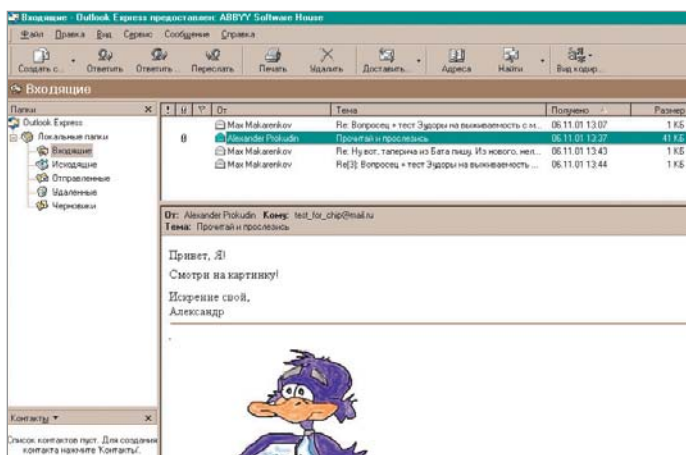 Входящие - Outlook Express предоставлен: ABBYY Software House
Файл Правка Вид Сервис Сообщение Справка
Создать с... Ответить Ответить ... Переслать Печать Удалить Доставить... Адреса Найти Вид кодир...
Входящие
Папки
Outlook Express
Локальные папки
Входящие
Исходящие
Отправленные
Удаленные
Черновики
От Тема Получено Размер
Max Makarenkov Re: Вопросец + тест Эудоры на выживаемость с м... 06.11.01 13:07 1 КБ
Alexander Prokudin Прочитай и прослезись 06.11.01 13:37 41 КБ
Max Makarenkov Re: Ну вот. таперича из Бата пишу. Из нового, нел... 06.11.01 13:43 1 КБ
Max Makarenkov Re[3]: Вопросец + тест Эудоры на выживаемость ... 06.11.01 13:44 1 КБ
От: Alexander Prokudin Кому: test_for_chip@mail.ru
Тема: Прочитай и прослезись
Привет, Я!
Смотри на картинку!
Искрение свой,
Александр
Контакты
Список контактов пуст. Для создания
контакта нажмите 'Контакты'.